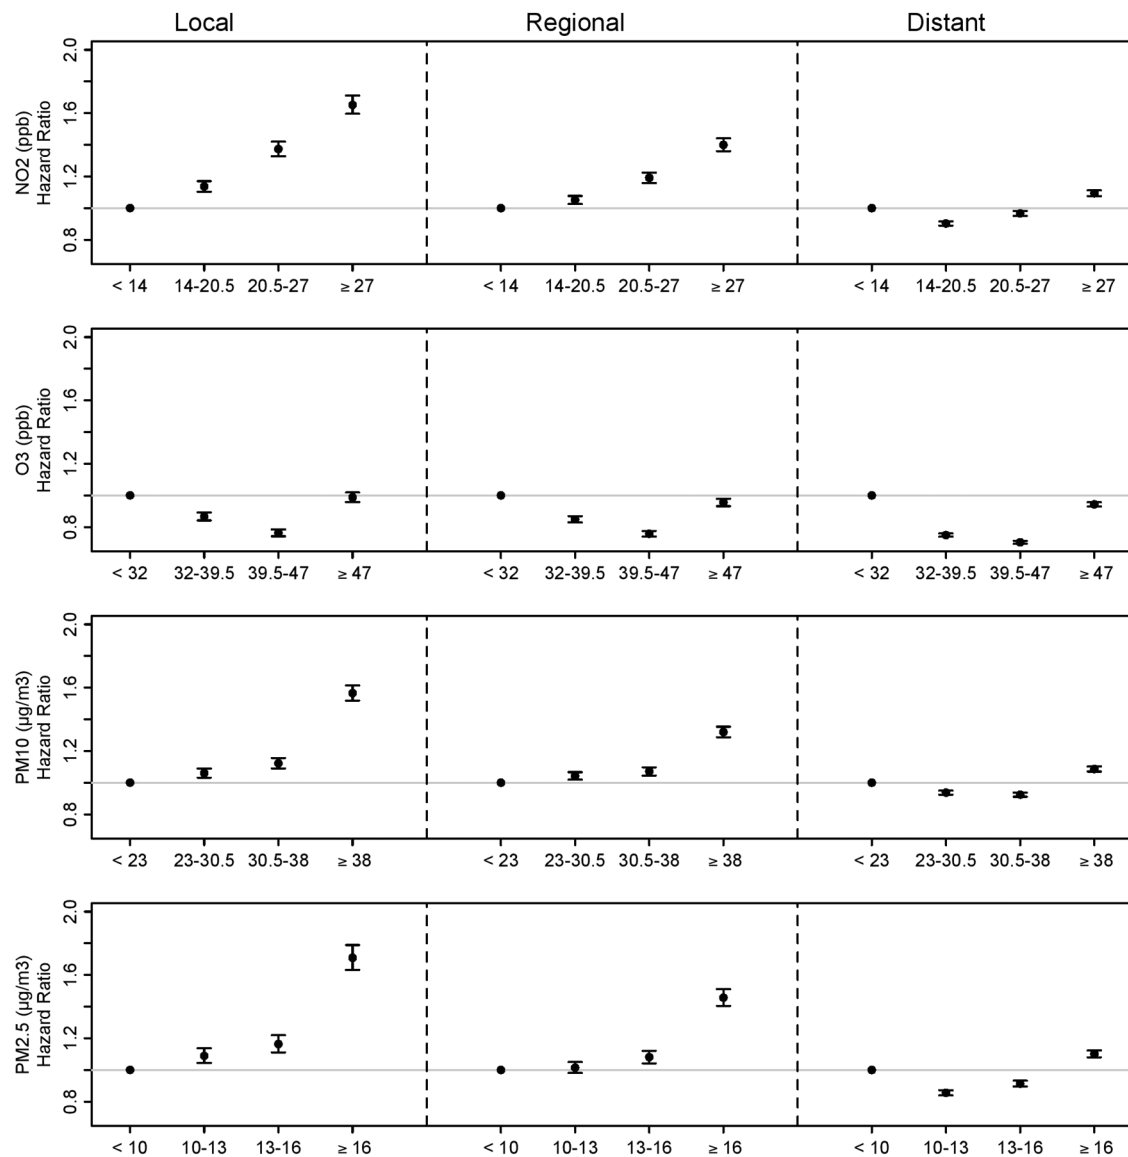 Local Regional Distant
NO2 (ppb)
Hazard Ratio
2.0
1.6
1.2
0.8
< 14 14-20.5 20.5-27 ≥ 27 < 14 14-20.5 20.5-27 ≥ 27 < 14 14-20.5 20.5-27 ≥ 27
O3 (ppb)
Hazard Ratio
2.0
1.6
1.2
0.8
< 32 32-39.5 39.5-47 ≥ 47 < 32 32-39.5 39.5-47 ≥ 47 < 32 32-39.5 39.5-47 ≥ 47
PM10 (µg/m3)
Hazard Ratio
2.0
1.6
1.2
0.8
< 23 23-30.5 30.5-38 ≥ 38 < 23 23-30.5 30.5-38 ≥ 38 < 23 23-30.5 30.5-38 ≥ 38
PM2.5 (µg/m3)
Hazard Ratio
2.0
1.6
1.2
0.8
< 10 10-13 13-16 ≥ 16 < 10 10-13 13-16 ≥ 16 < 10 10-13 13-16 ≥ 16